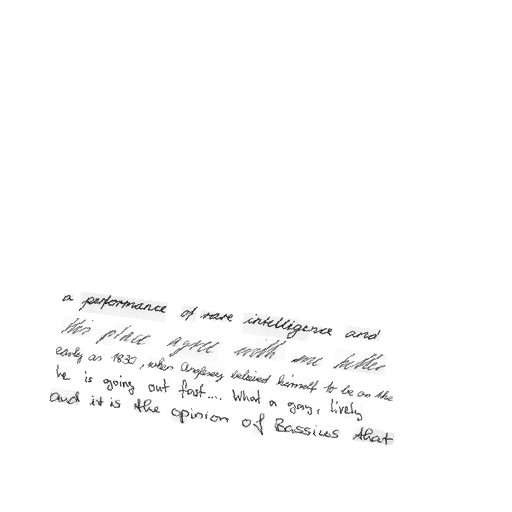 a performance of rare intelligence and
this place agree with me better
early as 1830, when Anglesey believed himself to be on the
he is going out fast.... What a gay, lively
and it is the opinion of Bassius that